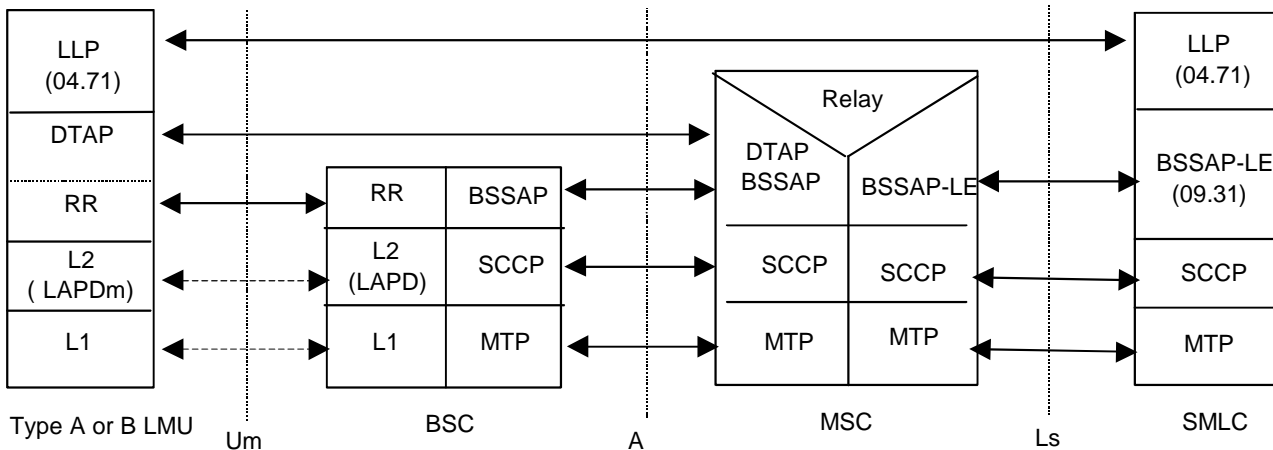 LLP
(04.71)
DTAP
RR
L2
( LAPDm)
L1
Type A or B LMU
Um
RR
BSSAP
L2
(LAPD)
SCCP
L1
MTP
BSC
A
Relay
DTAP
BSSAP
BSSAP-LE
SCCP
SCCP
MTP
MTP
MSC
Ls
LLP
(04.71)
BSSAP-LE
(09.31)
SCCP
MTP
SMLC